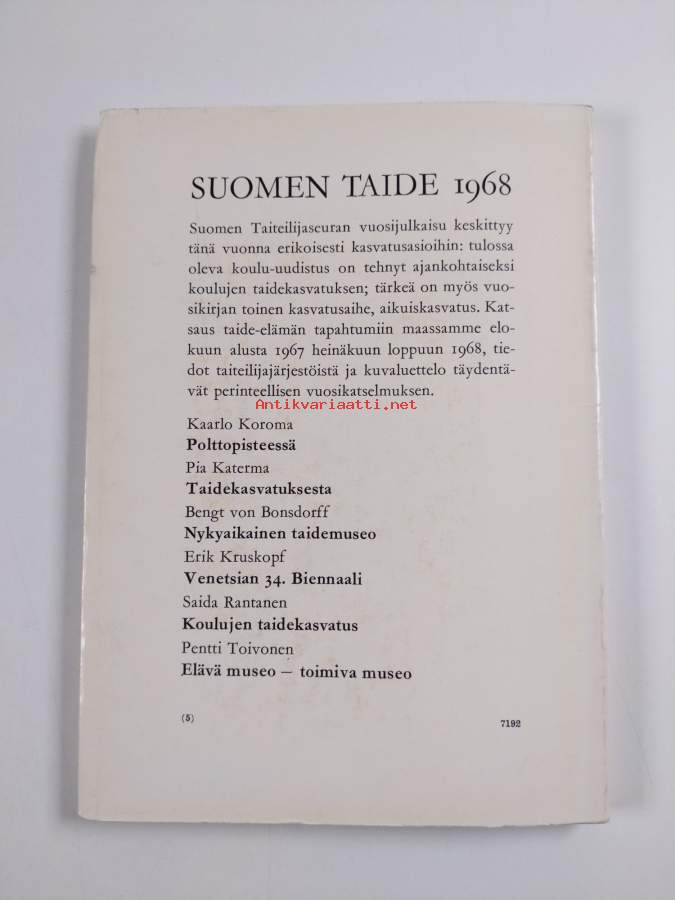 SUOMEN TAIDE 1968
Suomen Taiteilijaseuran vuosijulkaisu keskittyy
tänä vuonna erikoisesti kasvatusasioihin: tulossa
oleva koulu-uudistus on tehnyt ajankohtaiseksi
koulujen taidekasvatuksen; tärkeä on myös vuo-
sikirjan toinen kasvatusaihe, aikuiskasvatus. Kat-
saus taide-elämän tapahtumiin maassamme elo-
kuun alusta 1967 heinäkuun loppuun 1968, tie-
dot taiteilijajärjestöistä ja kuvaluettelo täydentä-
vät perinteellisen vuosikatselmuksen.
Antikvariaatti.net
Kaarlo Koroma
Polttopisteessä
Pia Katerma
Taidekasvatuksesta
Bengt von Bonsdorff
Nykyaikainen taidemuseo
Erik Kruskopf
Venetsian 34. Biennaali
Saida Rantanen
Koulujen taidekasvatus
Pentti Toivonen
Elävä museo – toimiva museo
(5) 7192